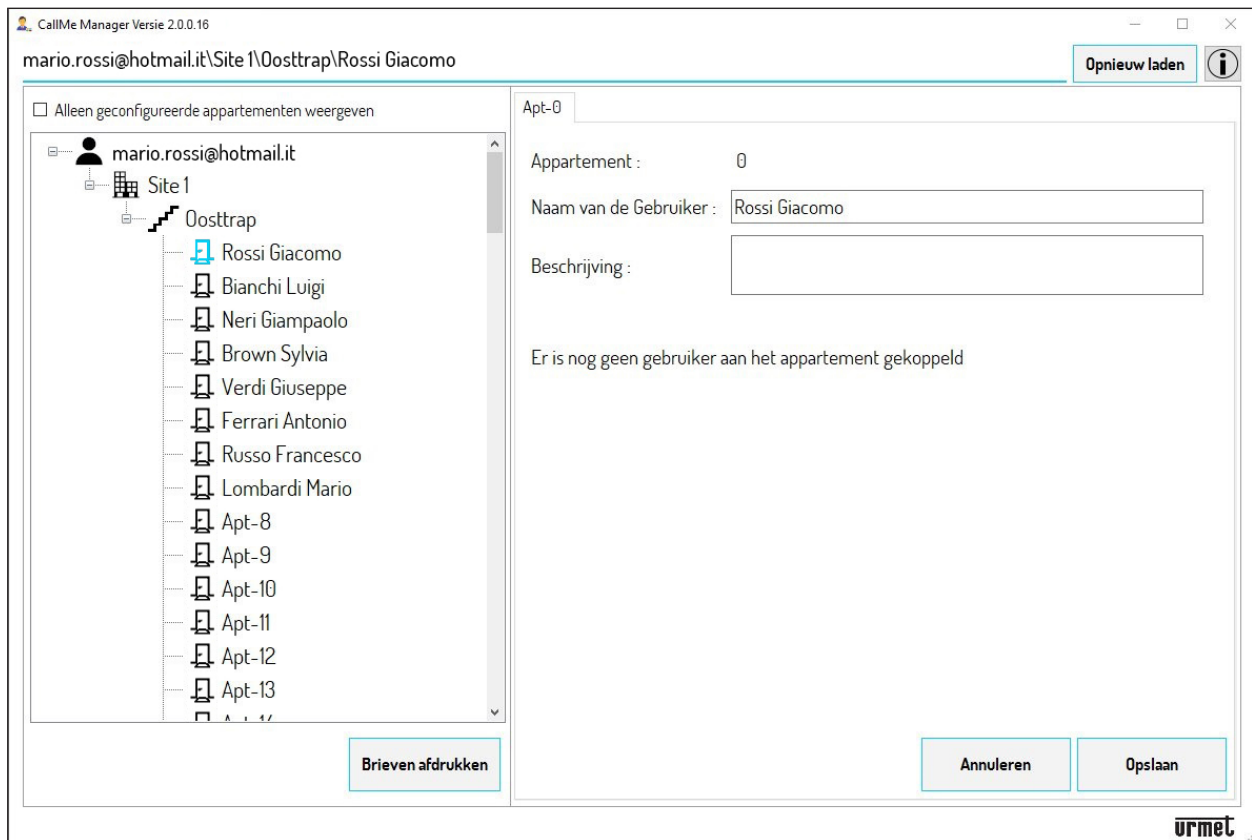 CallMe Manager Versie 2.0.0.16
mario.rossi@hotmail.it\Site 1\Oosttrap\Rossi Giacomo
Opnieuw laden
Alleen geconfigureerde appartementen weergeven
mario.rossi@hotmail.it
Site 1
Oosttrap
Rossi Giacomo
Bianchi Luigi
Neri Giampaolo
Brown Sylvia
Verdi Giuseppe
Ferrari Antonio
Russo Francesco
Lombardi Mario
Apt-8
Apt-9
Apt-10
Apt-11
Apt-12
Apt-13
Brieven afdrukken
Apt-0
Appartement : 0
Naam van de Gebruiker : Rossi Giacomo
Beschrijving :
Er is nog geen gebruiker aan het appartement gekoppeld
Annuleren
Opslaan
urmet